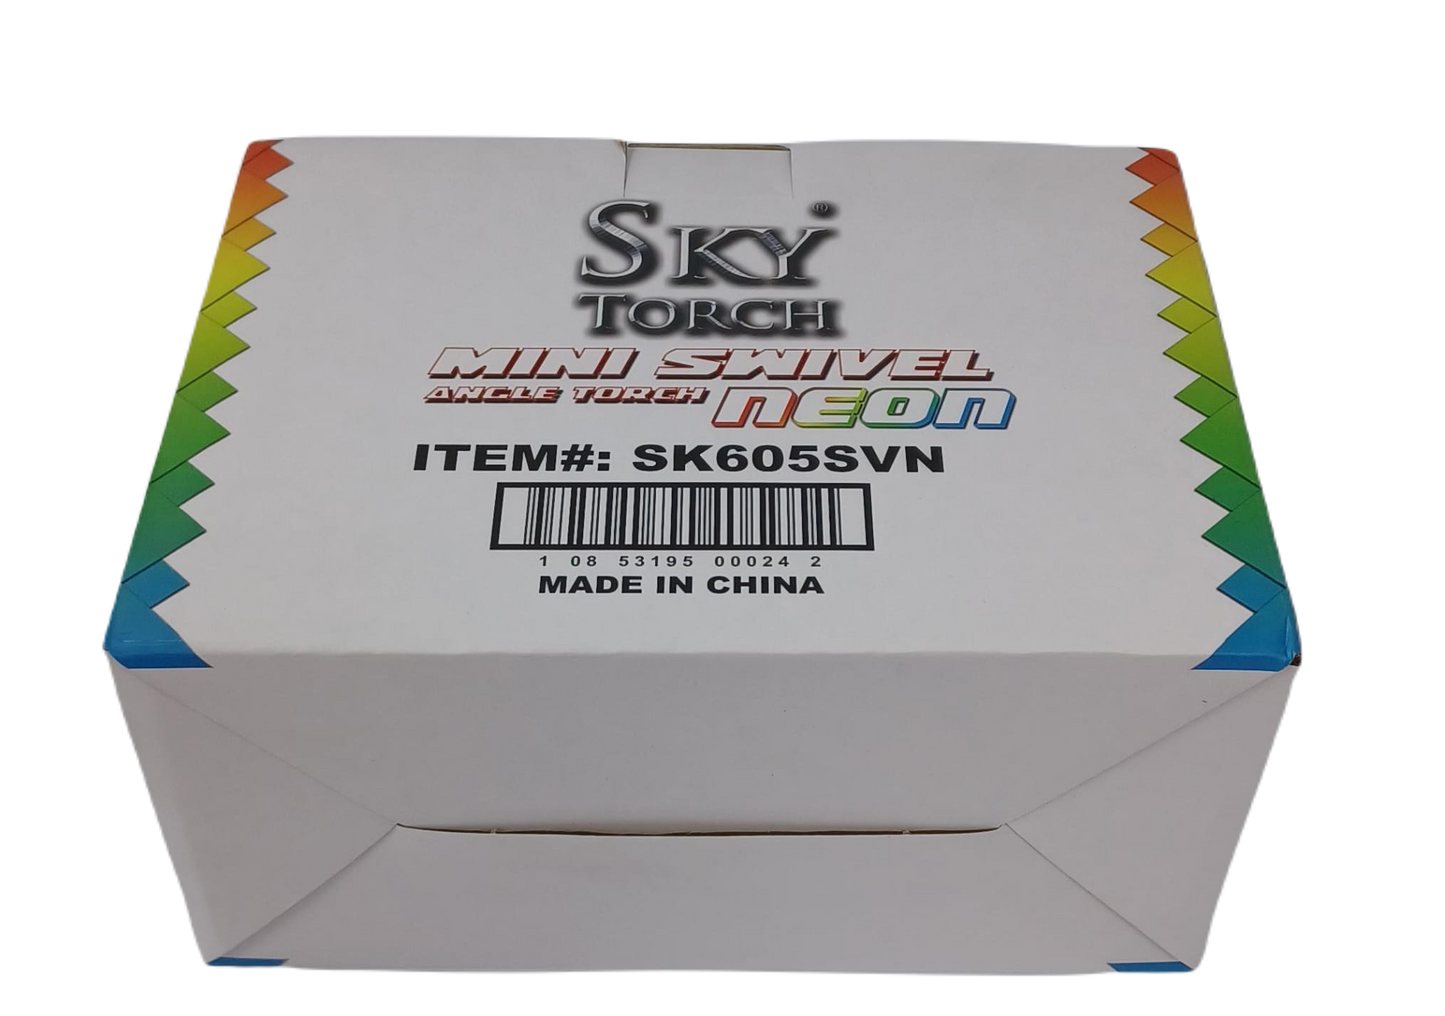 SKY®
TORCH
MINI SWIVEL
ANGLE TORCH NEON
ITEM#: SK605SVN
1 08 53195 00024 2
MADE IN CHINA